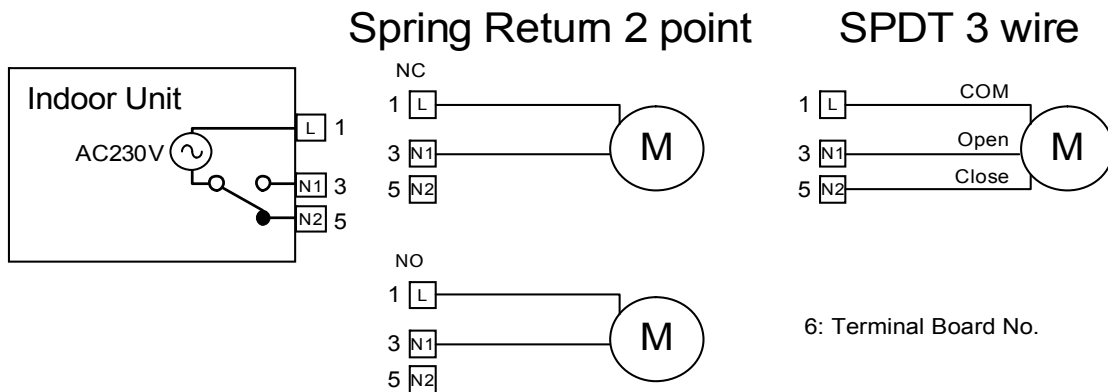 Spring Return 2 point
SPDT 3 wire
Indoor Unit
AC230V
L 1
N1 3
N2 5
NC
1 L
3 N1
5 N2
M
NO
1 L
3 N1
5 N2
M
1 L COM
3 N1 Open
5 N2 Close
M
6: Terminal Board No.